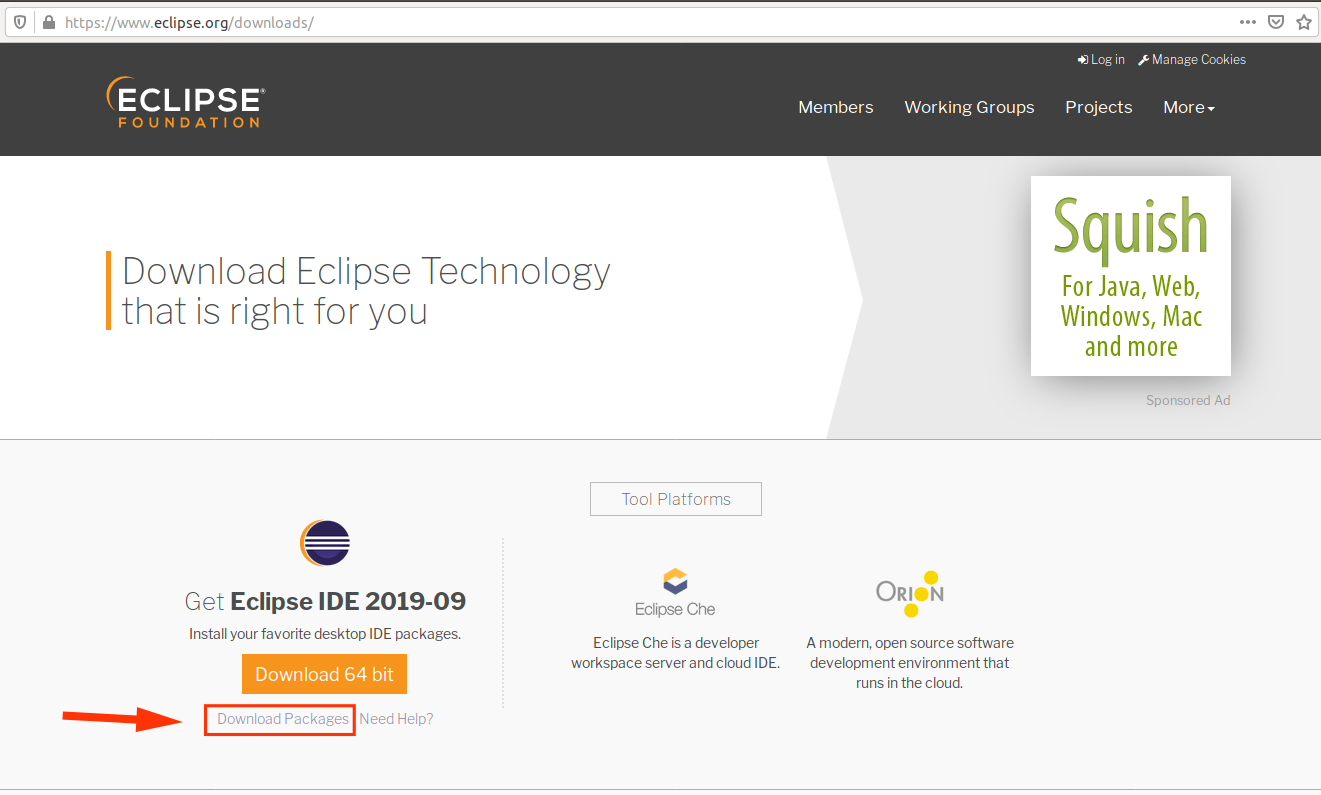 https://www.eclipse.org/downloads/
Log in Manage Cookies
ECLIPSE®
FOUNDATION
Members Working Groups Projects More
Download Eclipse Technology
that is right for you
Squish
For Java, Web,
Windows, Mac
and more
Sponsored Ad
Tool Platforms
Get Eclipse IDE 2019-09
Install your favorite desktop IDE packages.
Download 64 bit
Download Packages Need Help?
Eclipse Che
Eclipse Che is a developer
workspace server and cloud IDE.
ORION
A modern, open source software
development environment that
runs in the cloud.